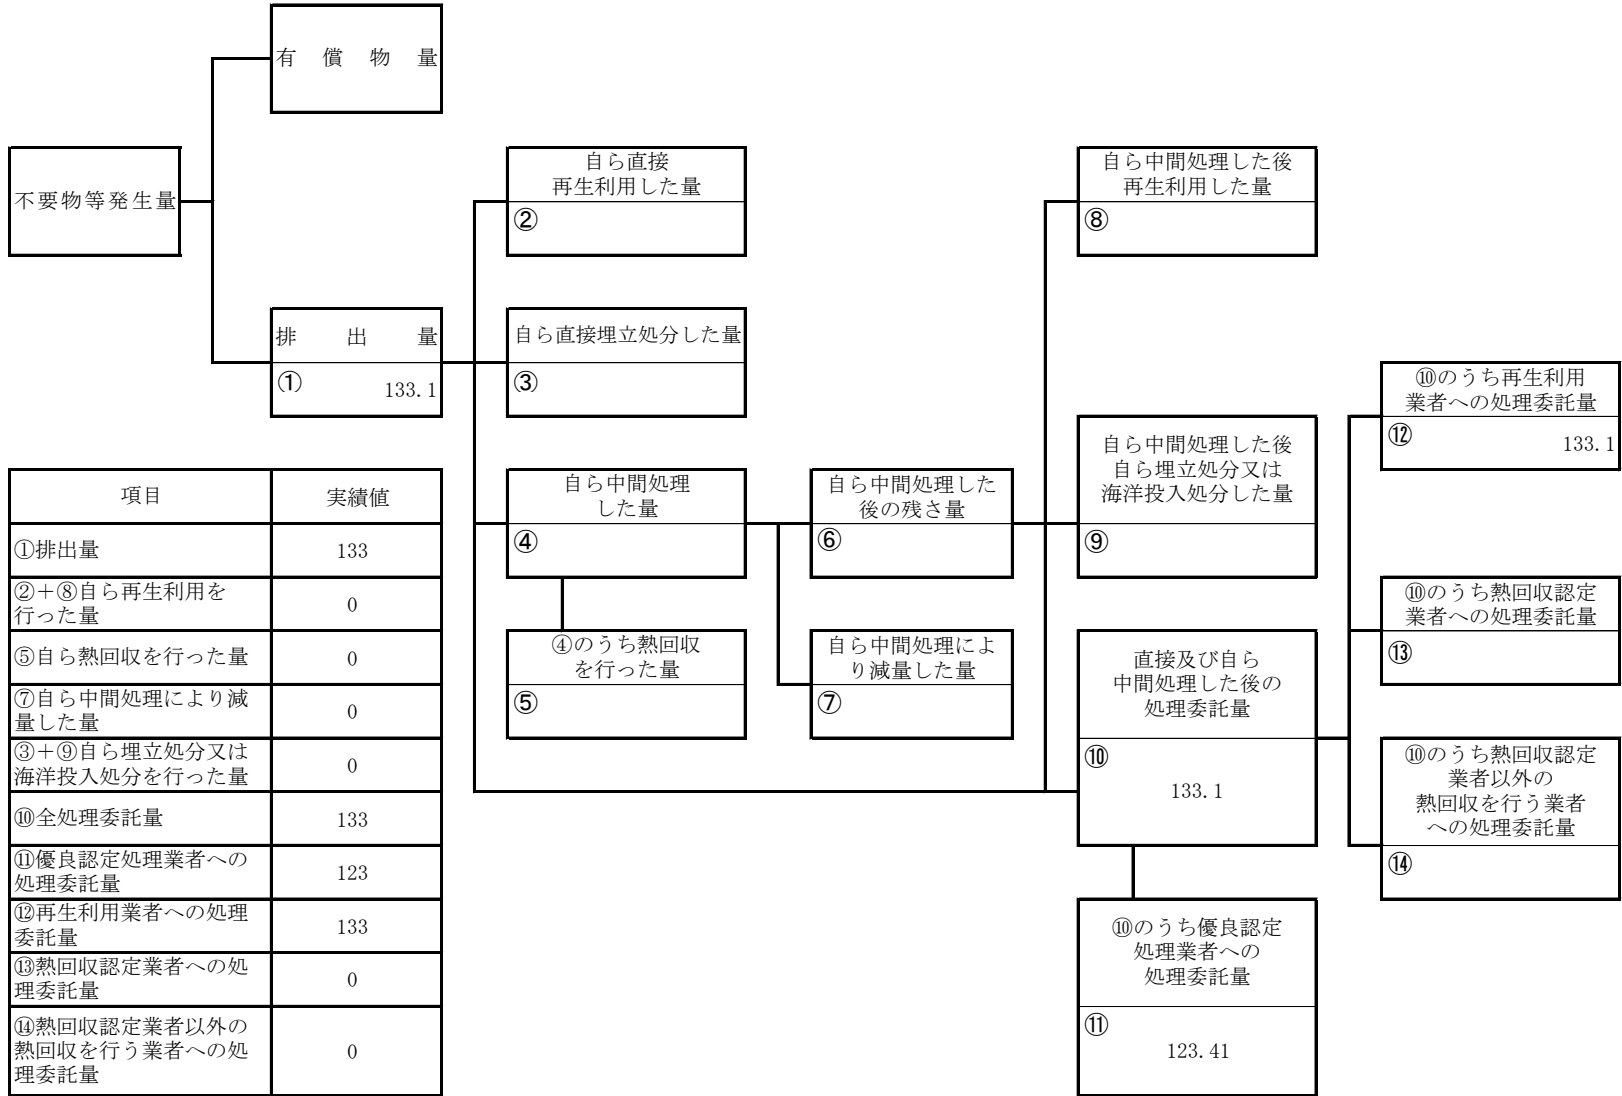 有償物量
不要物等発生量
排出量
① 133.1
自ら直接
再生利用した量
②
自ら直接埋立処分した量
③
自ら中間処理
した量
④
④のうち熱回収
を行った量
⑤
自ら中間処理した
後の残さ量
⑥
自ら中間処理によ
り減量した量
⑦
自ら中間処理した後
再生利用した量
⑧
自ら中間処理した後
自ら埋立処分又は
海洋投入処分した量
⑨
直接及び自ら
中間処理した後の
処理委託量
⑩
133.1
⑩のうち優良認定
処理業者への
処理委託量
⑪
123.41
⑩のうち再生利用
業者への処理委託量
⑫ 133.1
⑩のうち熱回収認定
業者への処理委託量
⑬
⑩のうち熱回収認定
業者以外の
熱回収を行う業者
への処理委託量
⑭
項目 実績値
①排出量 133
②＋⑧自ら再生利用を
行った量 0
⑤自ら熱回収を行った量 0
⑦自ら中間処理により減
量した量 0
③＋⑨自ら埋立処分又は
海洋投入処分を行った量 0
⑩全処理委託量 133
⑪優良認定処理業者への
処理委託量 123
⑫再生利用業者への処理
委託量 133
⑬熱回収認定業者への処
理委託量 0
⑭熱回収認定業者以外の
熱回収を行う業者への処
理委託量 0